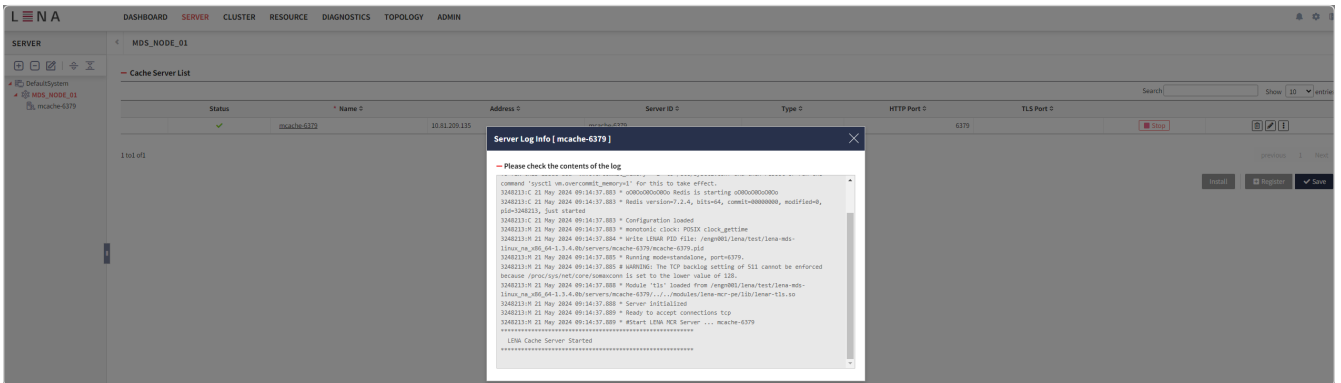 LENA
DASHBOARD SERVER CLUSTER RESOURCE DIAGNOSTICS TOPOLOGY ADMIN
SERVER
MDS_NODE_01
DefaultSystem
MDS_NODE_01
mcache-6379
Cache Server List
Search
Show 10 entries
Status Name Address Server ID Type HTTP Port TLS Port
mcache-6379 10.81.209.135 mcache-6379 6379 Stop
1 to1 of1
previous 1 Next
Install Register Save
Server Log Info [ mcache-6379 ]
Please check the contents of the log
command 'sysctl vm.overcommit_memory=1' For this to take effect.
3248213:C 21 May 2024 09:14:37.883 * oO0OoO0OoO0Oo Redis is starting oO0OoO0OoO0Oo
3248213:C 21 May 2024 09:14:37.883 * Redis version=7.2.4, bits=64, commit=00000000, modified=0,
pid=3248213, just started
3248213:C 21 May 2024 09:14:37.883 * Configuration loaded
3248213:M 21 May 2024 09:14:37.883 * monotonic clock: POSIX clock_gettime
3248213:M 21 May 2024 09:14:37.884 * Write LENAR PID file: /engn001/lena/test/lena-mds-
linux_na_x86_64-1.3.4.0b/servers/mcache-6379/mcache-6379.pid
3248213:M 21 May 2024 09:14:37.885 * Running mode=standalone, port=6379.
3248213:M 21 May 2024 09:14:37.885 # WARNING: The TCP backlog setting of 511 cannot be enforced
because /proc/sys/net/core/somaxconn is set to the lower value of 128.
3248213:M 21 May 2024 09:14:37.888 * Module 'tls' loaded from /engn001/lena/test/lena-mds-
linux_na_x86_64-1.3.4.0b/servers/mcache-6379/../../modules/lena-mcr-pe/lib/lenar-tls.so
3248213:M 21 May 2024 09:14:37.888 * Server initialized
3248213:M 21 May 2024 09:14:37.889 * Ready to accept connections tcp
3248213:M 21 May 2024 09:14:37.889 * #Start LENA MCR Server ... mcache-6379
********************************************************
LENA Cache Server Started
********************************************************